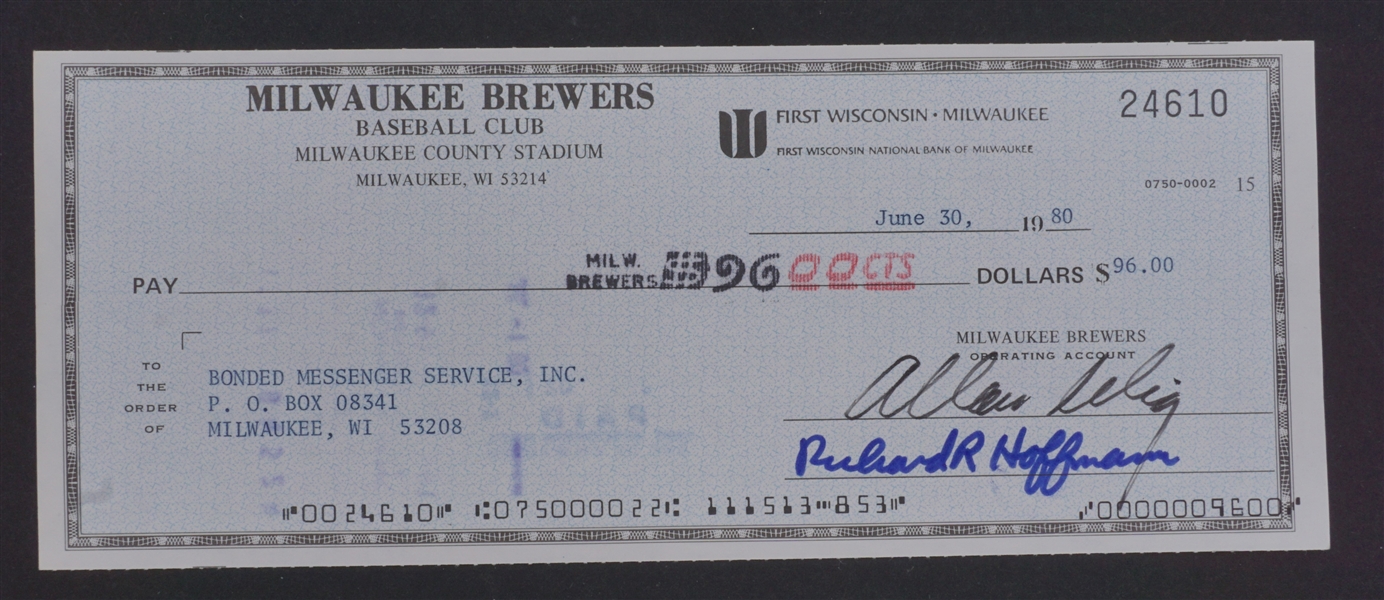 MILWAUKEE BREWERS
BASEBALL CLUB
MILWAUKEE COUNTY STADIUM
MILWAUKEE, WI 53214
FIRST WISCONSIN • MILWAUKEE
FIRST WISCONSIN NATIONAL BANK OF MILWAUKEE
24610
0750-0002 15
June 30, 19 80
PAY MILW. BREWERS 96 00 CTS DOLLARS $96.00
MILWAUKEE BREWERS
OPERATING ACCOUNT
Allan Selig
Richard R Hoffmann
TO
THE
ORDER
OF
BONDED MESSENGER SERVICE, INC.
P. O. BOX 08341
MILWAUKEE, WI 53208
⑈0024610⑈ ⑆075000022⑆ 111513⑉853⑈ ⑈0000009600⑈